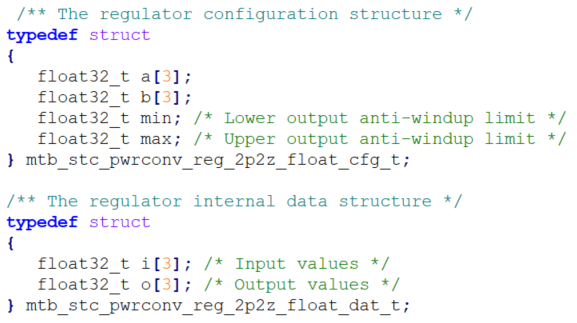 /** The regulator configuration structure */
typedef struct
{
float32_t a[3];
float32_t b[3];
float32_t min; /* Lower output anti-windup limit */
float32_t max; /* Upper output anti-windup limit */
} mtb_stc_pwrconv_reg_2p2z_float_cfg_t;
/** The regulator internal data structure */
typedef struct
{
float32_t i[3]; /* Input values */
float32_t o[3]; /* Output values */
} mtb_stc_pwrconv_reg_2p2z_float_dat_t;